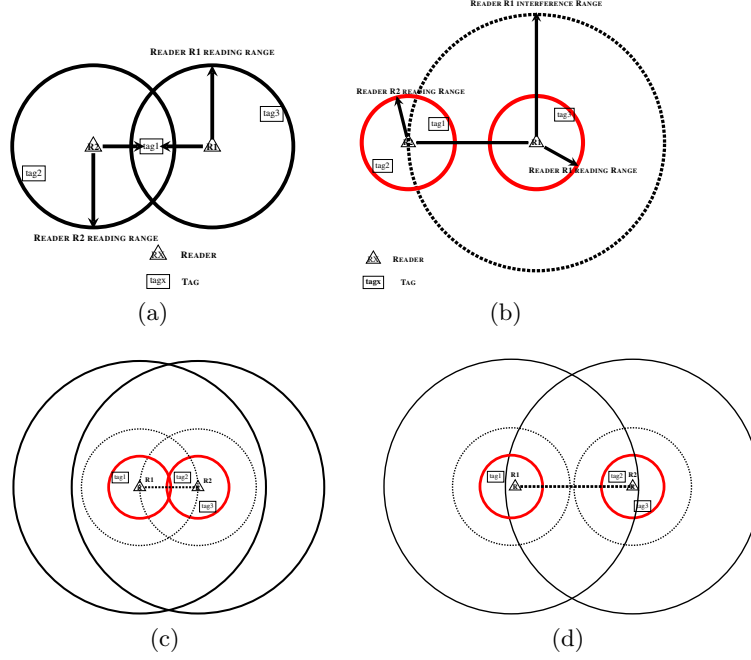 READER R1 READING RANGE
tag3
R2
tag1
R1
tag2
READER R2 READING RANGE
RX READER
tagx TAG
(a)
READER R1 INTERFERENCE RANGE
READER R2 READING RANGE
tag1
tag3
R2
R1
tag2
READER R1 READING RANGE
RX READER
tagx TAG
(b)
tag1
R1
tag2
R2
R
R
tag3
(c)
tag1
R1
tag2
R2
R
R
tag3
(d)